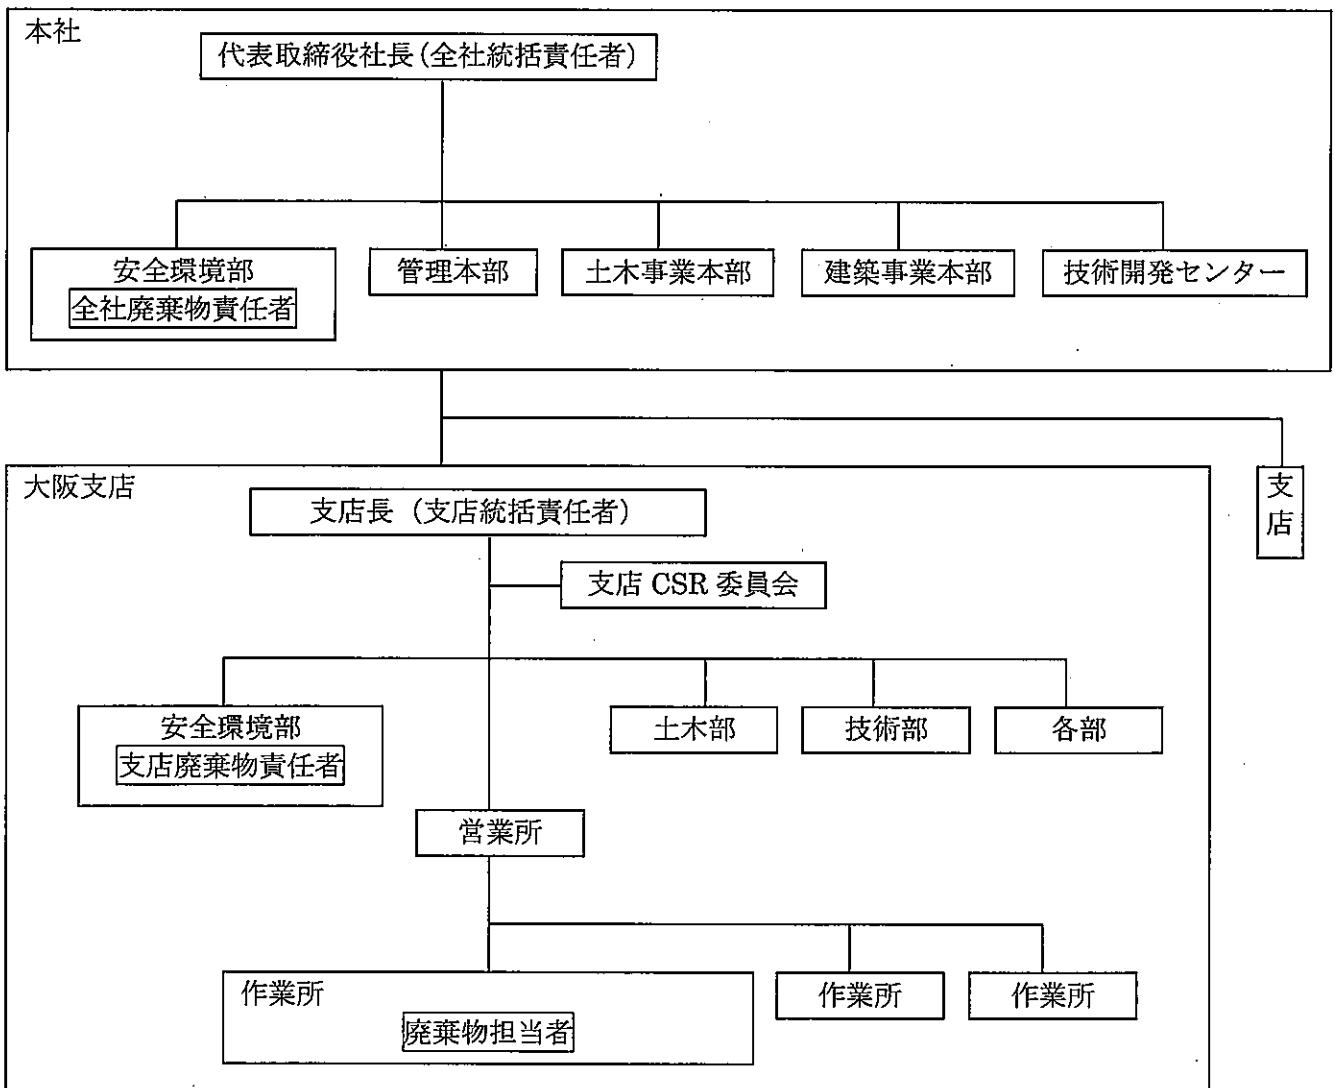 本社
代表取締役社長(全社統括責任者)
安全環境部
全社廃棄物責任者
管理本部
土木事業本部
建築事業本部
技術開発センター
大阪支店
支店
支店長（支店統括責任者）
支店 CSR 委員会
安全環境部
支店廃棄物責任者
土木部
技術部
各部
営業所
作業所
廃棄物担当者
作業所
作業所